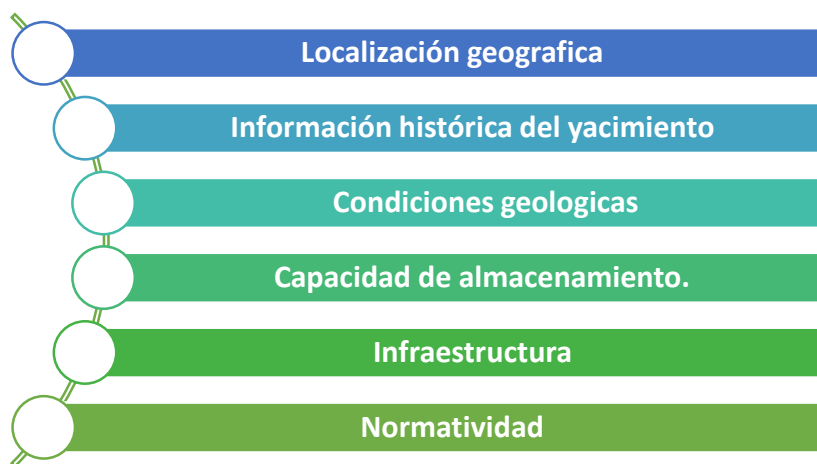 Localización geografica
Información histórica del yacimiento
Condiciones geologicas
Capacidad de almacenamiento.
Infraestructura
Normatividad